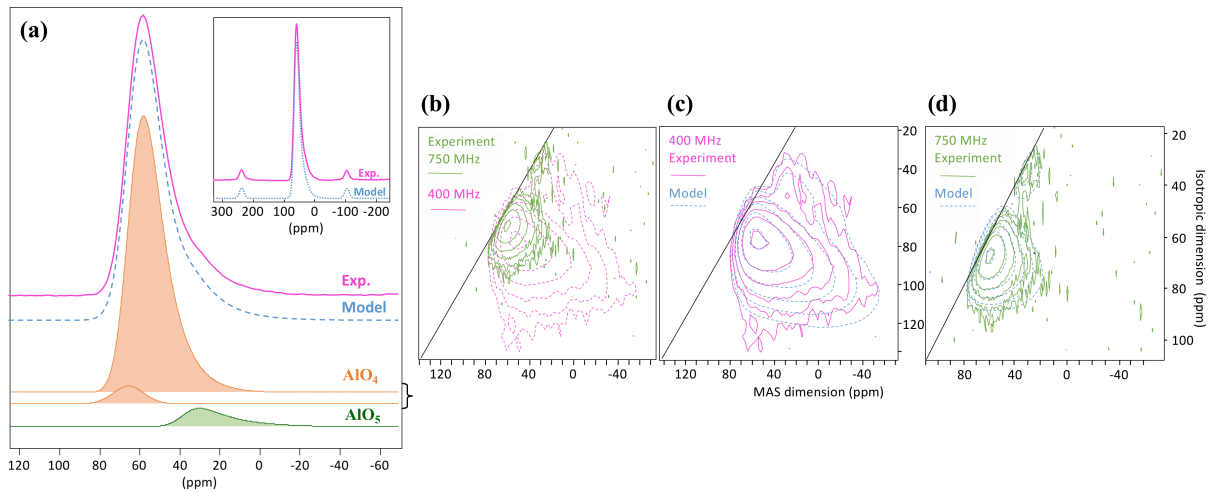 (a)
Exp.
Model
300 200 100 0 -100 -200
(ppm)
Exp.
Model
AlO4
AlO5
120 100 80 60 40 20 0 -20 -40 -60
(ppm)
(b)
Experiment
750 MHz
400 MHz
120 80 40 0 -40
(c)
400 MHz
Experiment
Model
20
40
60
80
100
120
120 80 40 0 -40
MAS dimension (ppm)
(d)
750 MHz
Experiment
Model
20
40
60
80
100
80 40 0 -40
Isotropic dimension (ppm)